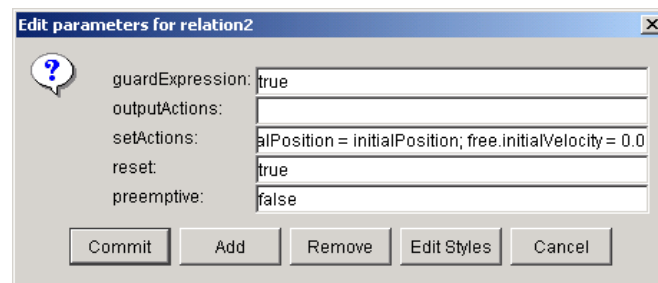 Edit parameters for relation2
guardExpression: true
outputActions:
setActions: alPosition = initialPosition; free.initialVelocity = 0.0
reset: true
preemptive: false
Commit Add Remove Edit Styles Cancel